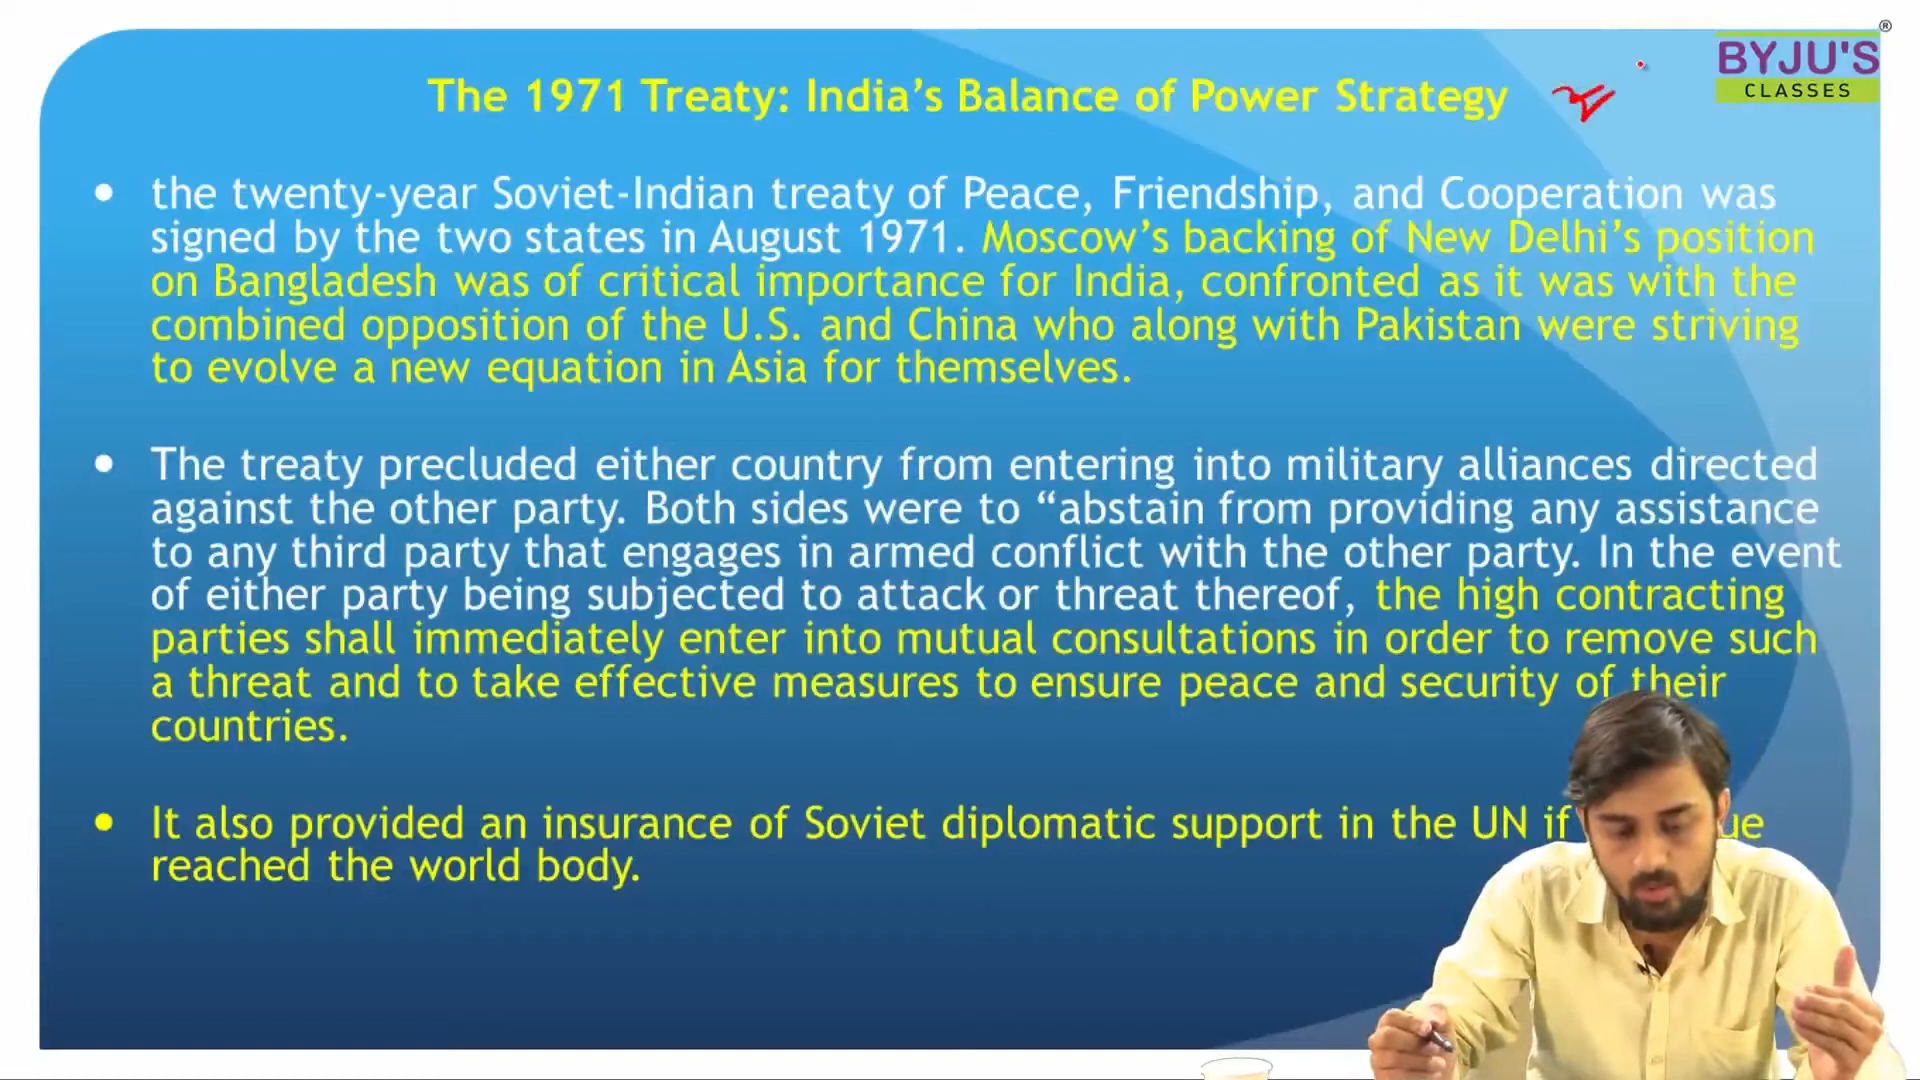 ®
BYJU'S
CLASSES
The 1971 Treaty: India’s Balance of Power Strategy
• the twenty-year Soviet-Indian treaty of Peace, Friendship, and Cooperation was
signed by the two states in August 1971. Moscow’s backing of New Delhi’s position
on Bangladesh was of critical importance for India, confronted as it was with the
combined opposition of the U.S. and China who along with Pakistan were striving
to evolve a new equation in Asia for themselves.
• The treaty precluded either country from entering into military alliances directed
against the other party. Both sides were to “abstain from providing any assistance
to any third party that engages in armed conflict with the other party. In the event
of either party being subjected to attack or threat thereof, the high contracting
parties shall immediately enter into mutual consultations in order to remove such
a threat and to take effective measures to ensure peace and security of their
countries.
• It also provided an insurance of Soviet diplomatic support in the UN if
reached the world body.